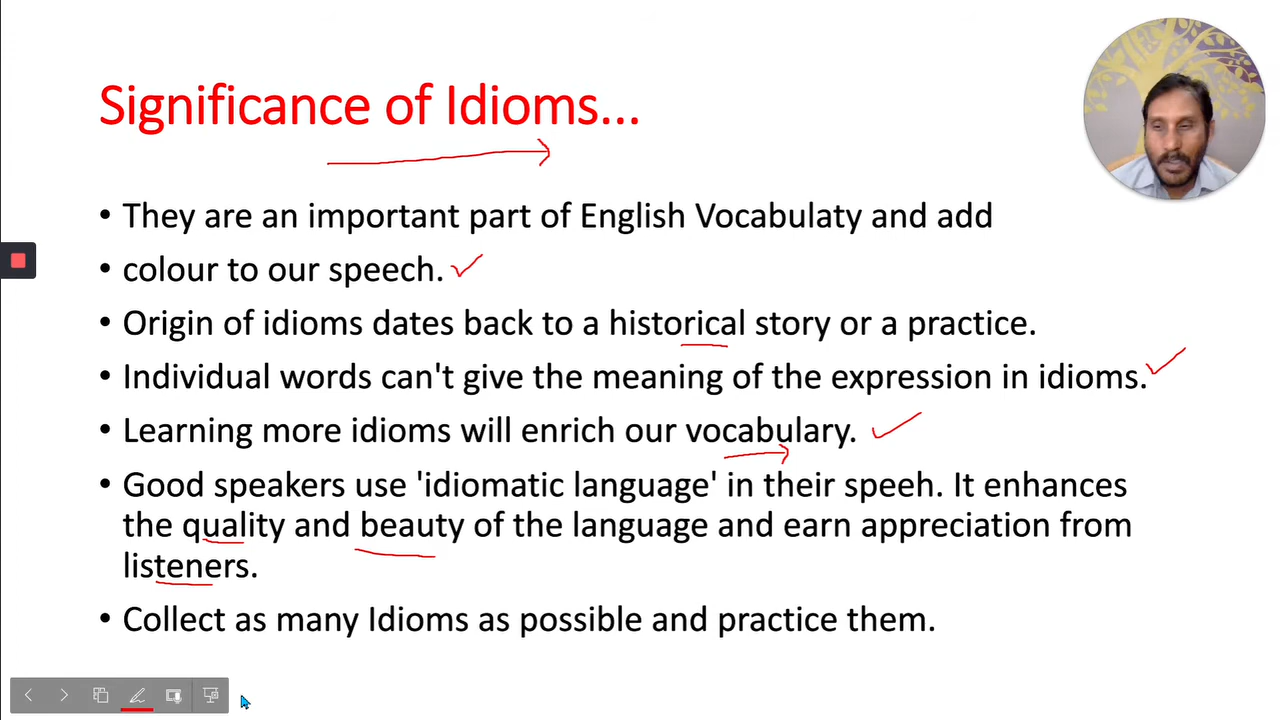 Significance of Idioms...
• They are an important part of English Vocabulaty and add
• colour to our speech.
• Origin of idioms dates back to a historical story or a practice.
• Individual words can't give the meaning of the expression in idioms.
• Learning more idioms will enrich our vocabulary.
• Good speakers use 'idiomatic language' in their speeh. It enhances
the quality and beauty of the language and earn appreciation from
listeners.
• Collect as many Idioms as possible and practice them.